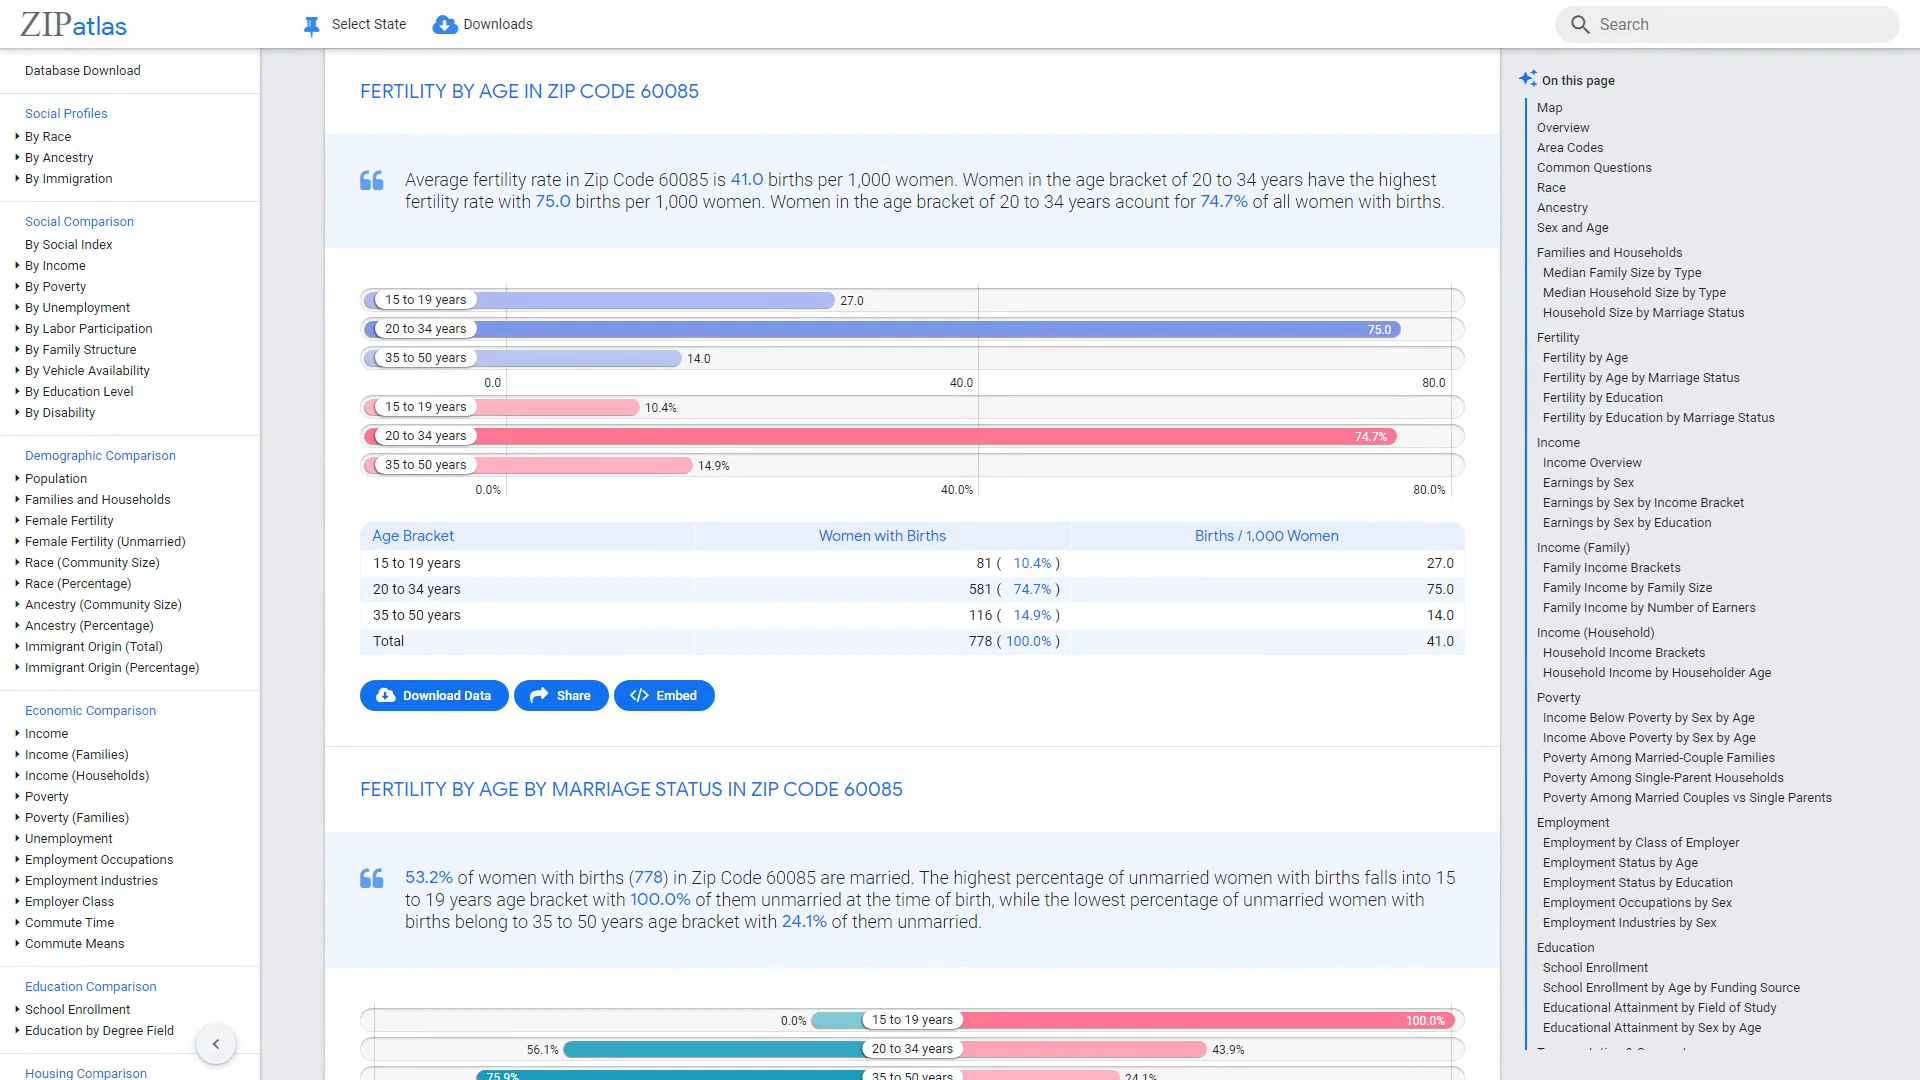 ZIPatlas
Select State
Downloads
Search
Database Download
Social Profiles
By Race
By Ancestry
By Immigration
Social Comparison
By Social Index
By Income
By Poverty
By Unemployment
By Labor Participation
By Family Structure
By Vehicle Availability
By Education Level
By Disability
Demographic Comparison
Population
Families and Households
Female Fertility
Female Fertility (Unmarried)
Race (Community Size)
Race (Percentage)
Ancestry (Community Size)
Ancestry (Percentage)
Immigrant Origin (Total)
Immigrant Origin (Percentage)
Economic Comparison
Income
Income (Families)
Income (Households)
Poverty
Poverty (Families)
Unemployment
Employment Occupations
Employment Industries
Employer Class
Commute Time
Commute Means
Education Comparison
School Enrollment
Education by Degree Field
Housing Comparison
FERTILITY BY AGE IN ZIP CODE 60085
Average fertility rate in Zip Code 60085 is 41.0 births per 1,000 women. Women in the age bracket of 20 to 34 years have the highest
fertility rate with 75.0 births per 1,000 women. Women in the age bracket of 20 to 34 years acount for 74.7% of all women with births.
15 to 19 years 27.0
20 to 34 years 75.0
35 to 50 years 14.0
0.0 40.0 80.0
15 to 19 years 10.4%
20 to 34 years 74.7%
35 to 50 years 14.9%
0.0% 40.0% 80.0%
Age Bracket Women with Births Births / 1,000 Women
15 to 19 years 81 ( 10.4% ) 27.0
20 to 34 years 581 ( 74.7% ) 75.0
35 to 50 years 116 ( 14.9% ) 14.0
Total 778 ( 100.0% ) 41.0
Download Data Share Embed
FERTILITY BY AGE BY MARRIAGE STATUS IN ZIP CODE 60085
53.2% of women with births (778) in Zip Code 60085 are married. The highest percentage of unmarried women with births falls into 15
to 19 years age bracket with 100.0% of them unmarried at the time of birth, while the lowest percentage of unmarried women with
births belong to 35 to 50 years age bracket with 24.1% of them unmarried.
0.0% 15 to 19 years 100.0%
56.1% 20 to 34 years 43.9%
75.9% 35 to 50 years 24.1%
On this page
Map
Overview
Area Codes
Common Questions
Race
Ancestry
Sex and Age
Families and Households
Median Family Size by Type
Median Household Size by Type
Household Size by Marriage Status
Fertility
Fertility by Age
Fertility by Age by Marriage Status
Fertility by Education
Fertility by Education by Marriage Status
Income
Income Overview
Earnings by Sex
Earnings by Sex by Income Bracket
Earnings by Sex by Education
Income (Family)
Family Income Brackets
Family Income by Family Size
Family Income by Number of Earners
Income (Household)
Household Income Brackets
Household Income by Householder Age
Poverty
Income Below Poverty by Sex by Age
Income Above Poverty by Sex by Age
Poverty Among Married-Couple Families
Poverty Among Single-Parent Households
Poverty Among Married Couples vs Single Parents
Employment
Employment by Class of Employer
Employment Status by Age
Employment Status by Education
Employment Occupations by Sex
Employment Industries by Sex
Education
School Enrollment
School Enrollment by Age by Funding Source
Educational Attainment by Field of Study
Educational Attainment by Sex by Age